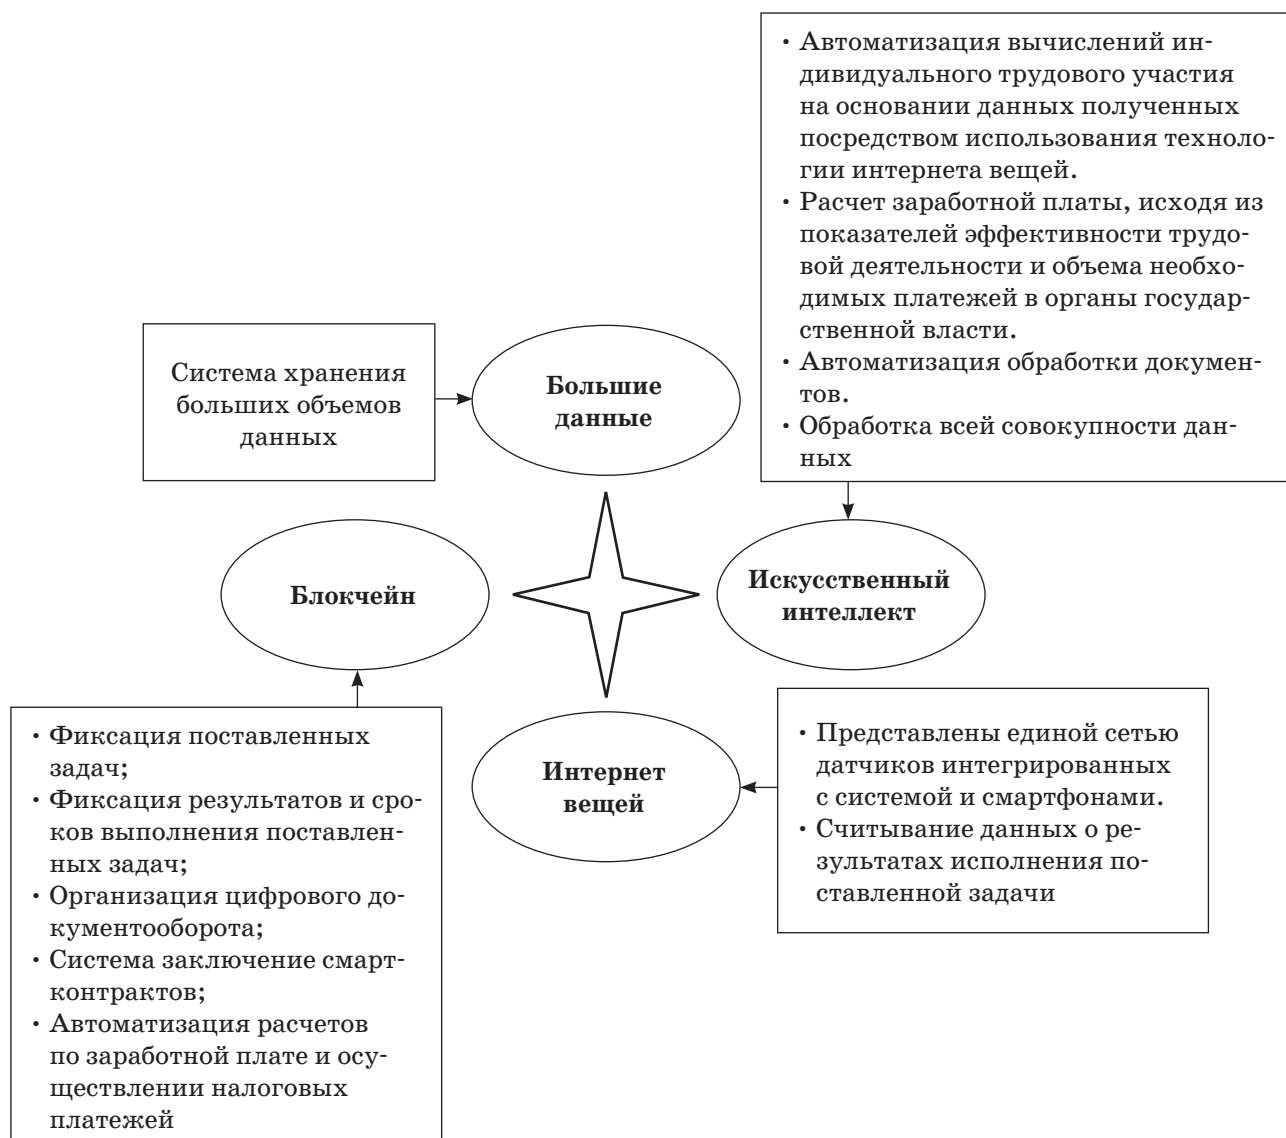 • Автоматизация вычислений ин-
дивидуального трудового участия
на основании данных полученных
посредством использования техноло-
гии интернета вещей.
• Расчет заработной платы, исходя из
показателей эффективности трудо-
вой деятельности и объема необхо-
димых платежей в органы государ-
ственной власти.
• Автоматизация обработки докумен-
тов.
• Обработка всей совокупности дан-
ных
Система хранения
больших объемов
данных
Большие
данные
Блокчейн
Искусственный
интеллект
• Фиксация поставленных
задач;
• Фиксация результатов и сро-
ков выполнения поставлен-
ных задач;
• Организация цифрового до-
кументооборота;
• Система заключение смарт-
контрактов;
• Автоматизация расчетов
по заработной плате и осу-
ществлении налоговых
платежей
Интернет
вещей
• Представлены единой сетью
датчиков интегрированных
с системой и смартфонами.
• Считывание данных о ре-
зультатах исполнения по-
ставленной задачи